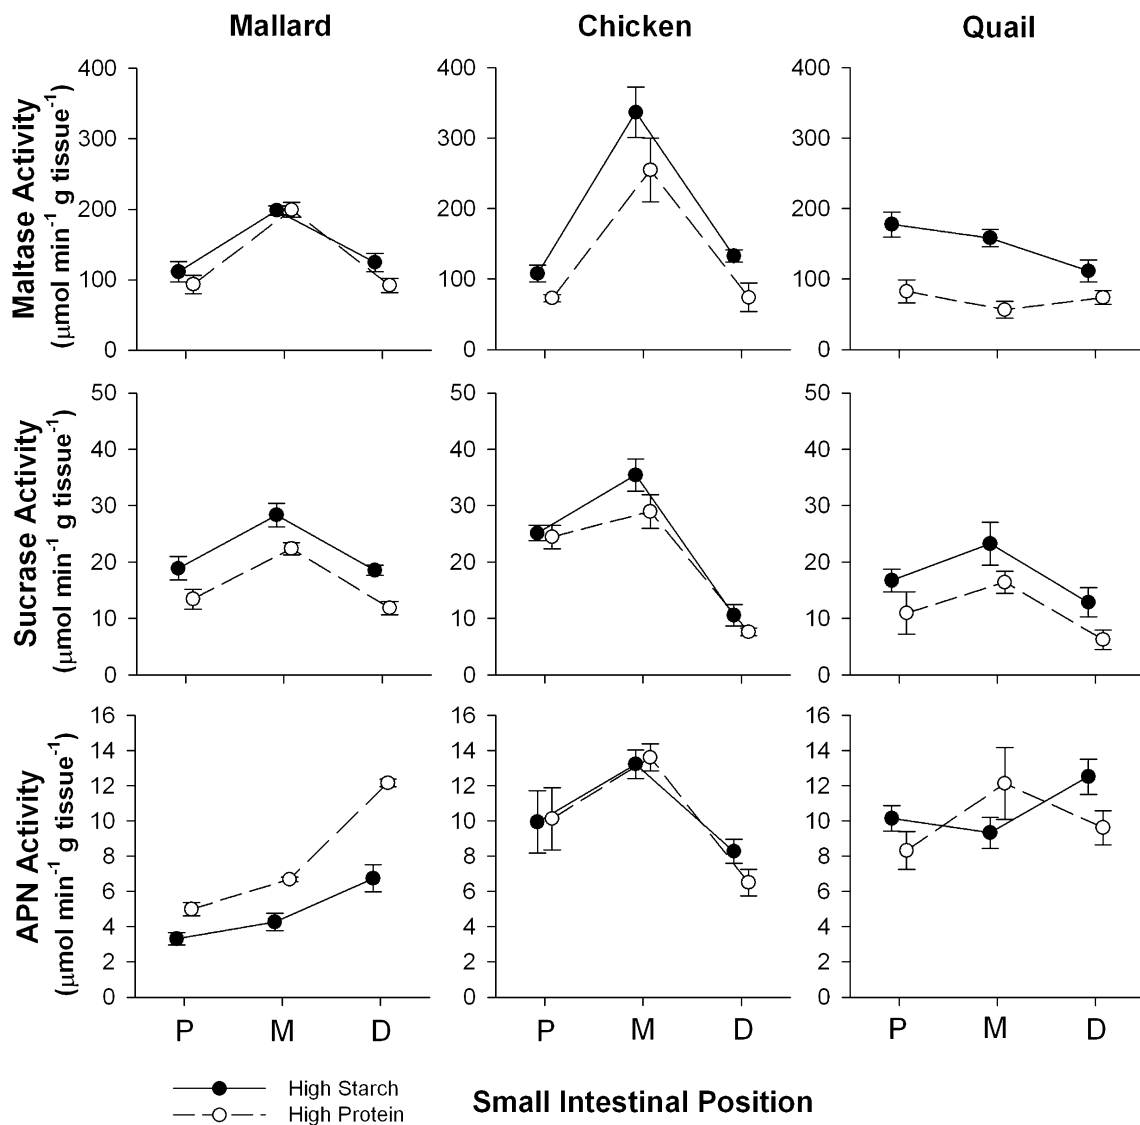 Mallard Chicken Quail
Maltase Activity
(μmol min⁻¹ g tissue⁻¹)
400 400 400
300 300 300
200 200 200
100 100 100
0 0 0
Sucrase Activity
(μmol min⁻¹ g tissue⁻¹)
50 50 50
40 40 40
30 30 30
20 20 20
10 10 10
0 0 0
APN Activity
(μmol min⁻¹ g tissue⁻¹)
16 16 16
14 14 14
12 12 12
10 10 10
8 8 8
6 6 6
4 4 4
2 2 2
0 0 0
P M D P M D P M D
High Starch
High Protein
Small Intestinal Position